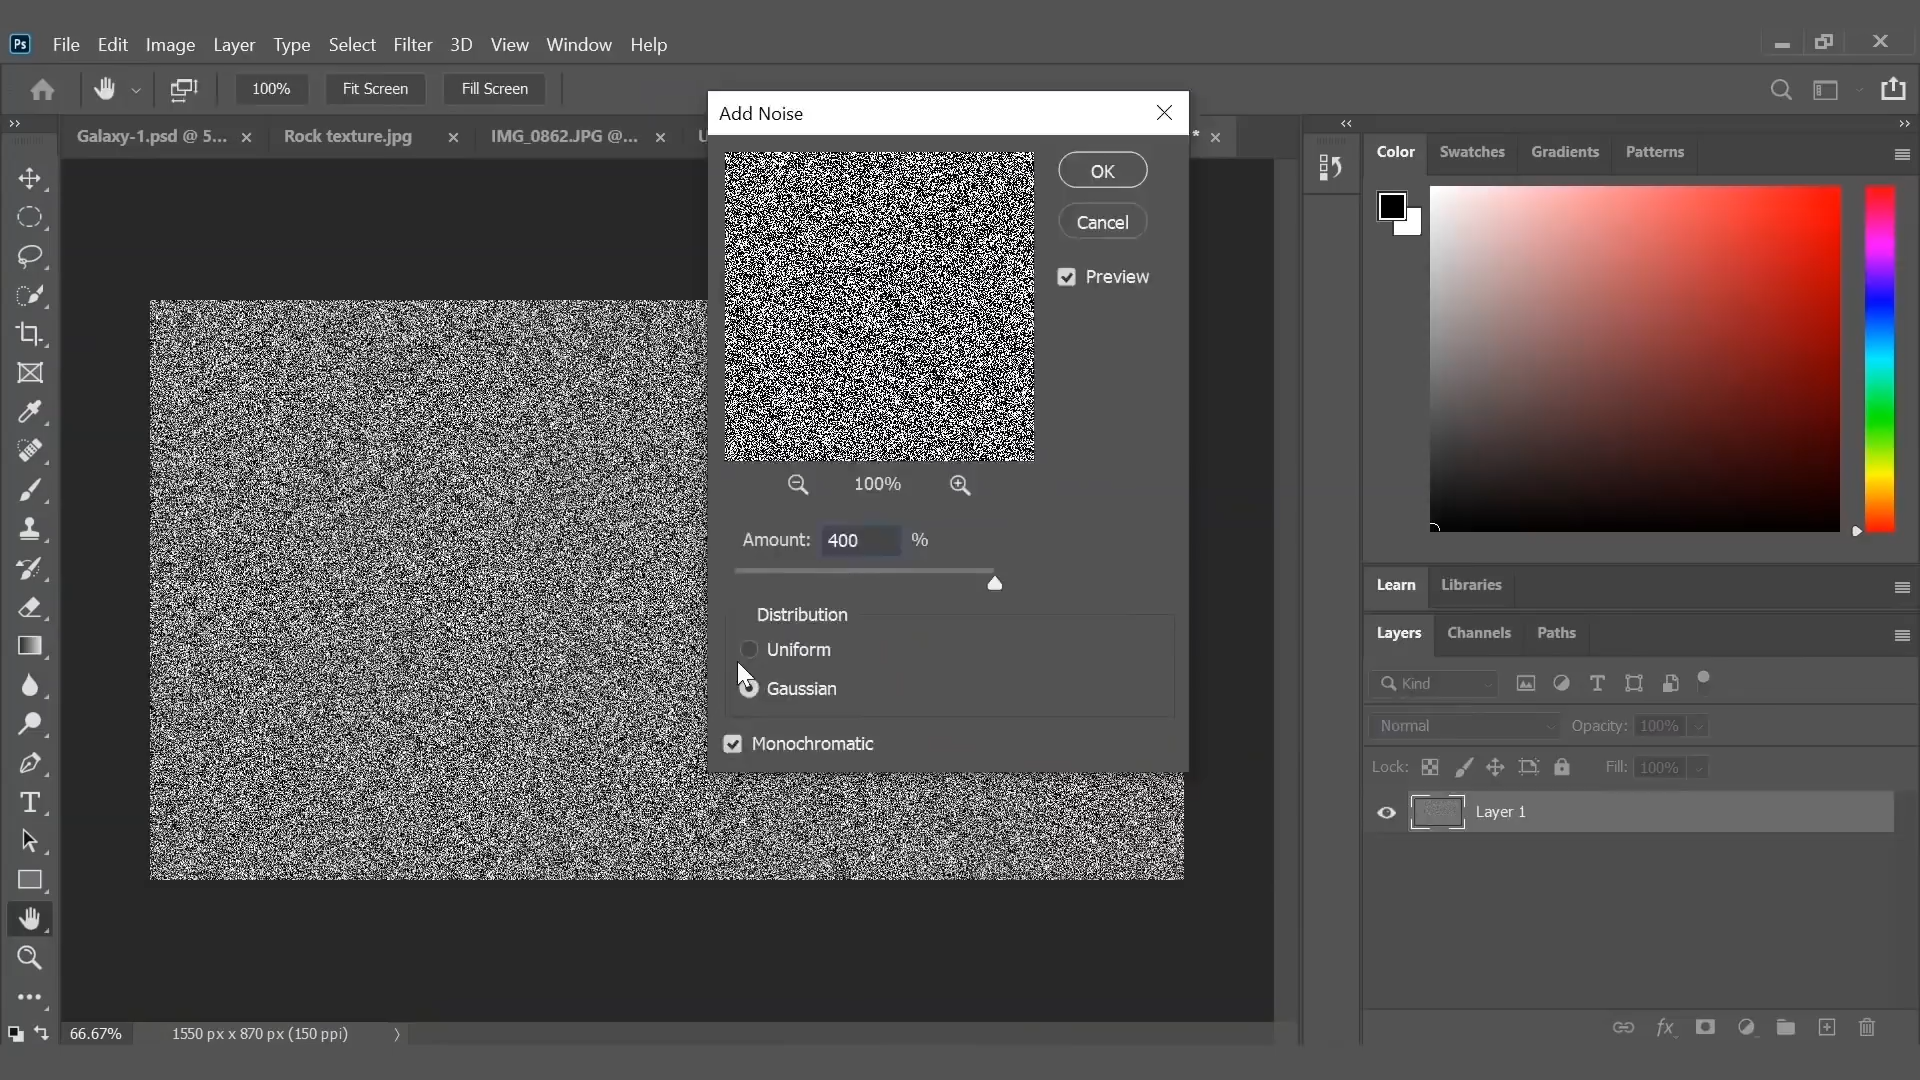 Ps File Edit Image Layer Type Select Filter 3D View Window Help
100% Fit Screen Fill Screen
Galaxy-1.psd @ 5... × Rock texture.jpg × IMG_0862.JPG @... × U * ×
Add Noise
OK
Cancel
Preview
100%
Amount: 400 %
Distribution
Uniform
Gaussian
Monochromatic
Color Swatches Gradients Patterns
Learn Libraries
Layers Channels Paths
Kind
Normal Opacity: 100%
Lock: Fill: 100%
Layer 1
fx
66.67% 1550 px x 870 px (150 ppi)